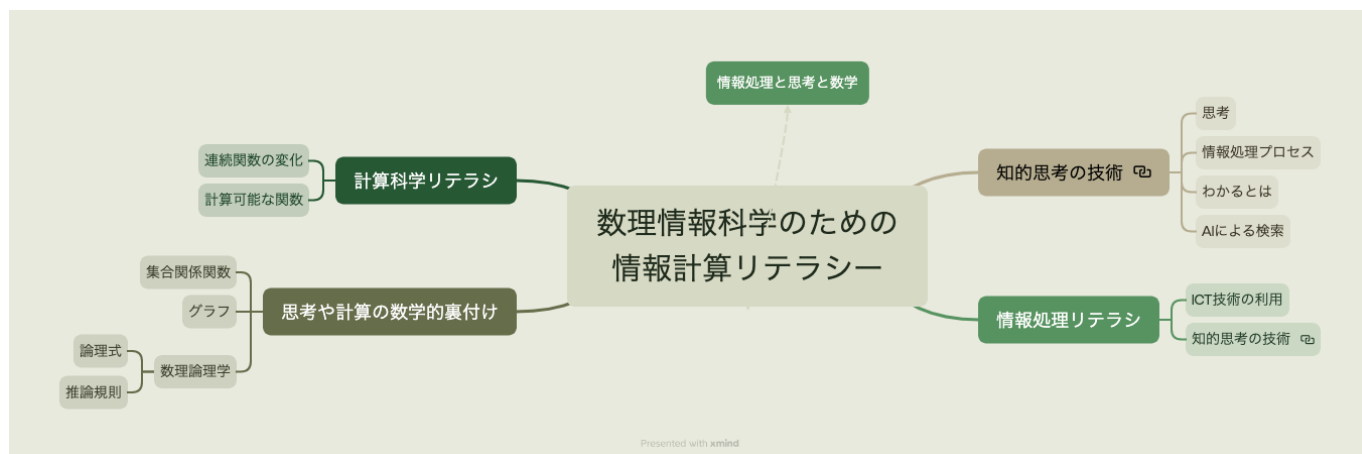 情報処理と思考と数学
数理情報科学のための
情報計算リテラシー
計算科学リテラシ
連続関数の変化
計算可能な関数
思考や計算の数学的裏付け
集合関係関数
グラフ
数理論理学
論理式
推論規則
知的思考の技術
思考
情報処理プロセス
わかるとは
AIによる検索
情報処理リテラシ
ICT技術の利用
知的思考の技術
Presented with xmind